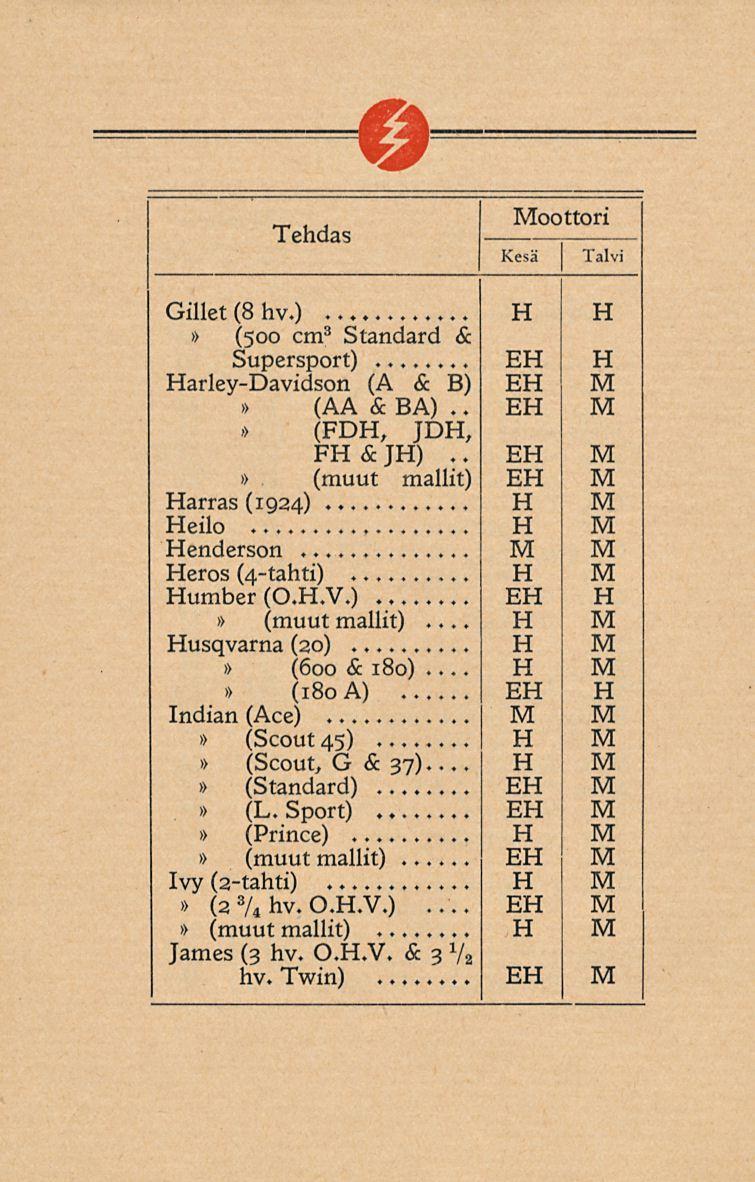 Tehdas Moottori
Kesä Talvi
Gillet (8 hv.) ............ H H
» (500 cm³ Standard &
Supersport) ........ EH H
Harley-Davidson (A & B) EH M
» (AA & BA) .. EH M
» (FDH, JDH,
FH & JH) .. EH M
» (muut mallit) EH M
Harras (1924) ............ H M
Heilo .................. H M
Henderson .............. M M
Heros (4-tahti) .......... H M
Humber (O.H.V.) ........ EH H
» (muut mallit) .... H M
Husqvarna (20) .......... H M
» (600 & 180) .... H M
» (180 A) ...... EH H
Indian (Ace) ............ M M
» (Scout 45) ........ H M
» (Scout, G & 37).... H M
» (Standard) ........ EH M
» (L. Sport) ........ EH M
» (Prince) .......... H M
» (muut mallit) ...... EH M
Ivy (2-tahti) ............ H M
» (2 ³/₄ hv. O.H.V.) .... EH M
» (muut mallit) ........ H M
James (3 hv. O.H.V. & 3 ¹/₂
hv. Twin) ........ EH M